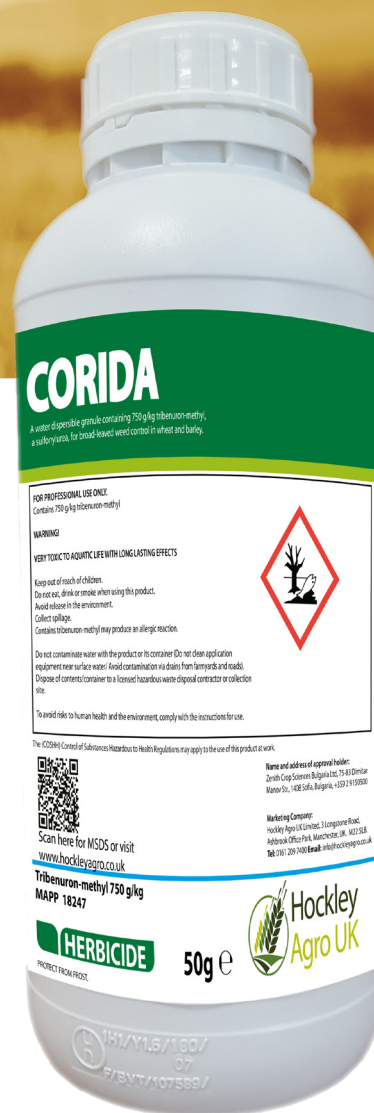 CORIDA
A water dispersible granule containing 750 g/kg tribenuron-methyl,
a sulfonylurea, for broad-leaved weed control in wheat and barley.
FOR PROFESSIONAL USE ONLY.
Contains 750 g/kg tribenuron-methyl
WARNING!
VERY TOXIC TO AQUATIC LIFE WITH LONG LASTING EFFECTS
Keep out of reach of children.
Do not eat, drink or smoke when using this product.
Avoid release in the environment.
Collect spillage.
Contains tribenuron-methyl may produce an allergic reaction.
Do not contaminate water with the product or its container (Do not clean application
equipment near surface water/ Avoid contamination via drains from farmyards and roads).
Dispose of contents/container to a licensed hazardous waste disposal contractor or collection
site.
To avoid risks to human health and the environment, comply with the instructions for use.
The (COSHH) Control of Substances Hazardous to Health Regulations may apply to the use of this product at work.
Name and address of approval holder:
Zenith Crop Sciences Bulgaria Ltd, 75-83 Dimitar
Manov Str., 1408 Sofia, Bulgaria, +359 2 9150500
Marketing Company:
Hockley Agro UK Limited, 3 Longstone Road,
Ashbrook Office Park, Manchester, UK. M22 5LB.
Tel: 0161 209 7400 Email: info@hockleyagro.co.uk
Scan here for MSDS or visit
www.hockleyagro.co.uk
Tribenuron-methyl 750 g/kg
MAPP 18247
HERBICIDE
PROTECT FROM FROST.
50g e
Hockley
Agro UK
1H1/Y1.6/180/
07